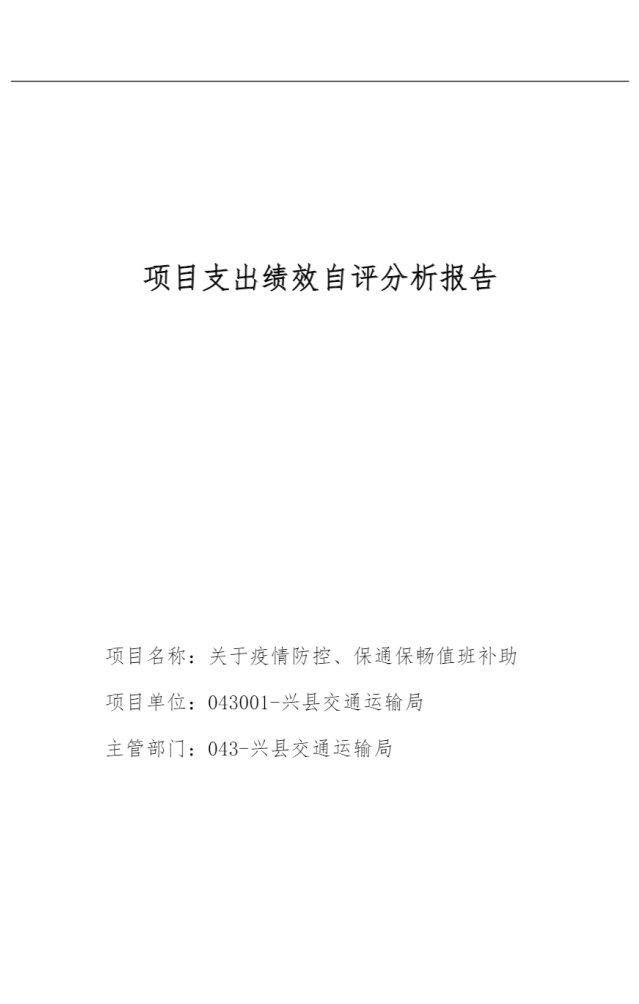 项目支出绩效自评分析报告
项目名称：关于疫情防控、保通保畅值班补助
项目单位：043001-兴县交通运输局
主管部门：043-兴县交通运输局